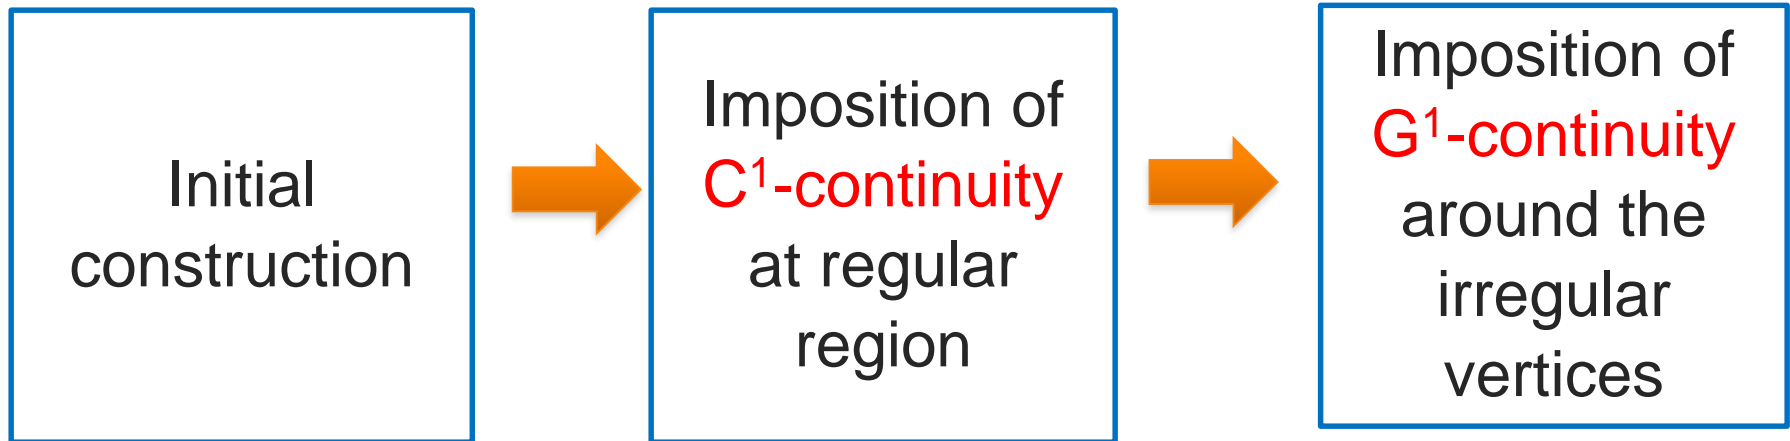 Initial
construction
Imposition of
C¹-continuity
at regular
region
Imposition of
G¹-continuity
around the
irregular
vertices